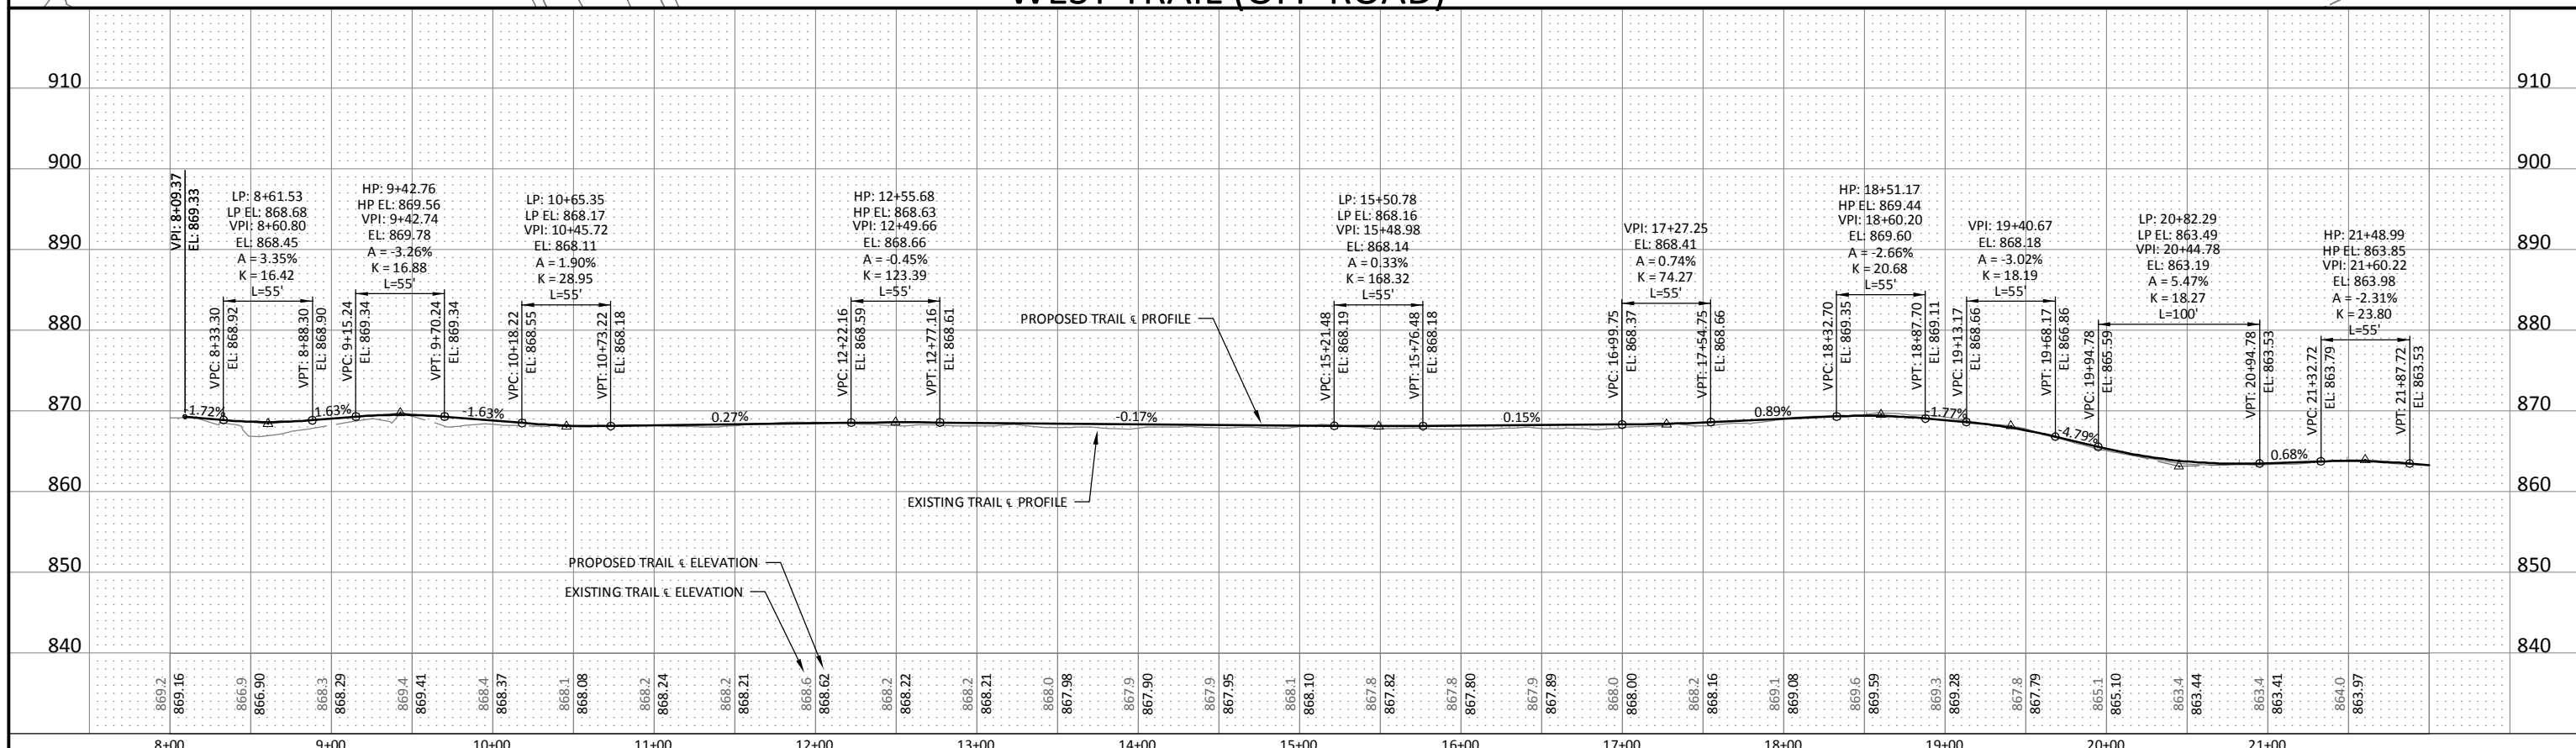 WEST TRAIL (OFF-ROAD)
910
900
890
880
870
860
850
840
VPI: 8+09.37
EL: 869.33
LP: 8+61.53
LP EL: 868.68
VPI: 8+60.80
EL: 868.45
A = 3.35%
K = 16.42
L=55'
VPC: 8+33.30
EL: 868.92
VPT: 8+88.30
EL: 868.90
HP: 9+42.76
HP EL: 869.56
VPI: 9+42.74
EL: 869.78
A = -3.26%
K = 16.88
L=55'
VPC: 9+15.24
EL: 869.34
VPT: 9+70.24
EL: 869.34
LP: 10+65.35
LP EL: 868.17
VPI: 10+45.72
EL: 868.11
A = 1.90%
K = 28.95
L=55'
VPC: 10+18.22
EL: 868.55
VPT: 10+73.22
EL: 868.18
HP: 12+55.68
HP EL: 868.63
VPI: 12+49.66
EL: 868.66
A = -0.45%
K = 123.39
L=55'
VPC: 12+22.16
EL: 868.59
VPT: 12+77.16
EL: 868.61
PROPOSED TRAIL ℄ PROFILE
LP: 15+50.78
LP EL: 868.16
VPI: 15+48.98
EL: 868.14
A = 0.33%
K = 168.32
L=55'
VPC: 15+21.48
EL: 868.19
VPT: 15+76.48
EL: 868.18
VPI: 17+27.25
EL: 868.41
A = 0.74%
K = 74.27
L=55'
VPC: 16+99.75
EL: 868.37
VPT: 17+54.75
EL: 868.66
HP: 18+51.17
HP EL: 869.44
VPI: 18+60.20
EL: 869.60
A = -2.66%
K = 20.68
L=55'
VPC: 18+32.70
EL: 869.35
VPT: 18+87.70
EL: 869.11
VPI: 19+40.67
EL: 868.18
A = -3.02%
K = 18.19
L=55'
VPC: 19+13.17
EL: 868.66
VPT: 19+68.17
EL: 866.86
LP: 20+82.29
LP EL: 863.49
VPI: 20+44.78
EL: 863.19
A = 5.47%
K = 18.27
L=100'
VPC: 19+94.78
EL: 865.59
VPT: 20+94.78
EL: 863.53
HP: 21+48.99
HP EL: 863.85
VPI: 21+60.22
EL: 863.98
A = -2.31%
K = 23.80
L=55'
VPC: 21+32.72
EL: 863.79
VPT: 21+87.72
EL: 863.53
910
900
890
880
870
860
850
840
-1.72%
1.63%
-1.63%
0.27%
-0.17%
0.15%
0.89%
-1.77%
-4.79%
0.68%
EXISTING TRAIL ℄ PROFILE
PROPOSED TRAIL ℄ ELEVATION
EXISTING TRAIL ℄ ELEVATION
869.2
869.16
866.9
866.90
868.3
868.29
869.4
869.41
868.4
868.37
868.1
868.08
868.2
868.24
868.2
868.21
868.6
868.62
868.2
868.22
868.2
868.21
868.0
867.98
867.9
867.90
867.9
867.95
868.1
868.10
867.8
867.82
867.8
867.80
867.9
867.89
868.0
868.00
868.2
868.16
869.1
869.08
869.6
869.59
869.3
869.28
867.8
867.79
865.1
865.10
863.4
863.44
863.4
863.41
864.0
863.97
8+00
9+00
10+00
11+00
12+00
13+00
14+00
15+00
16+00
17+00
18+00
19+00
20+00
21+00